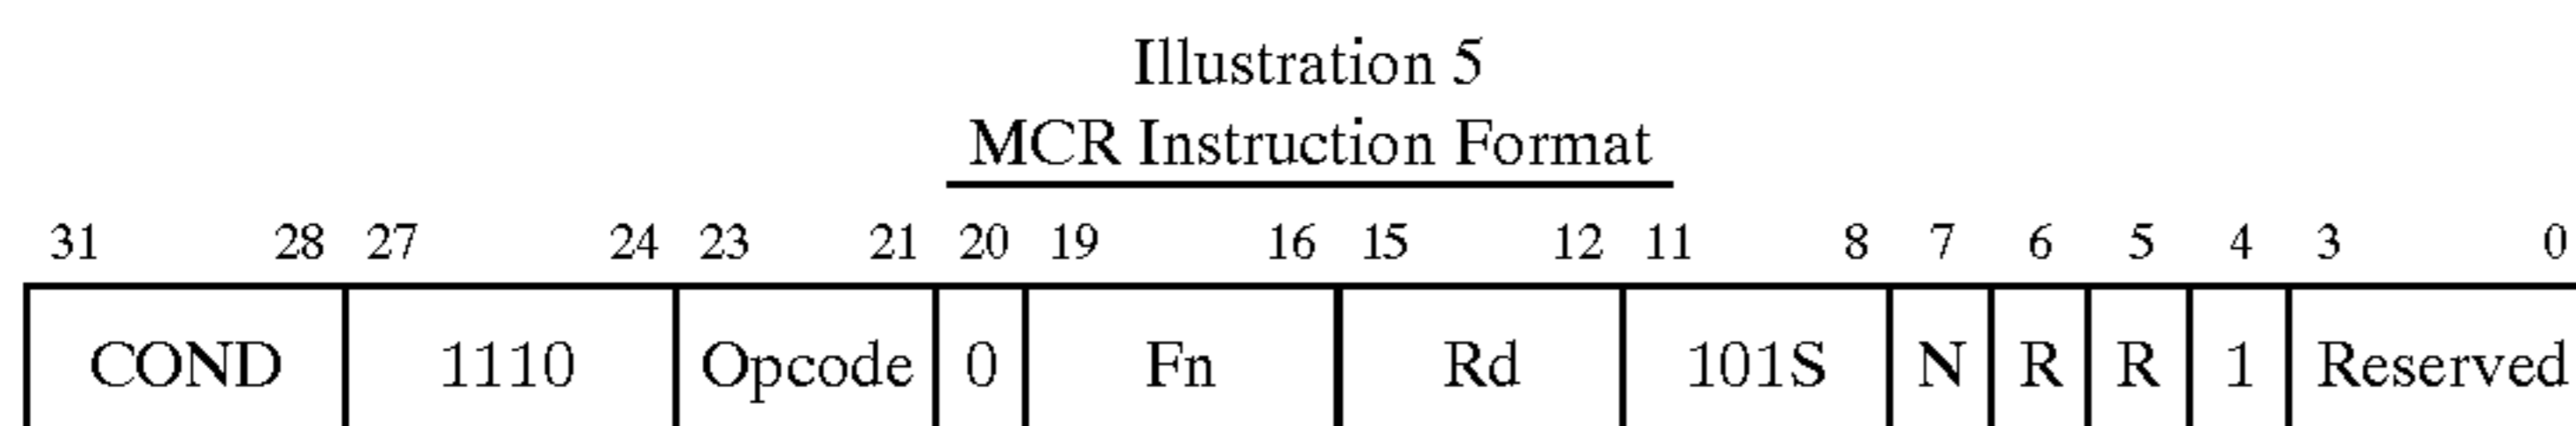 Illustration 5
MCR Instruction Format
31 28 27 24 23 21 20 19 16 15 12 11 8 7 6 5 4 3 0
COND 1110 Opcode 0 Fn Rd 101S N R R 1 Reserved